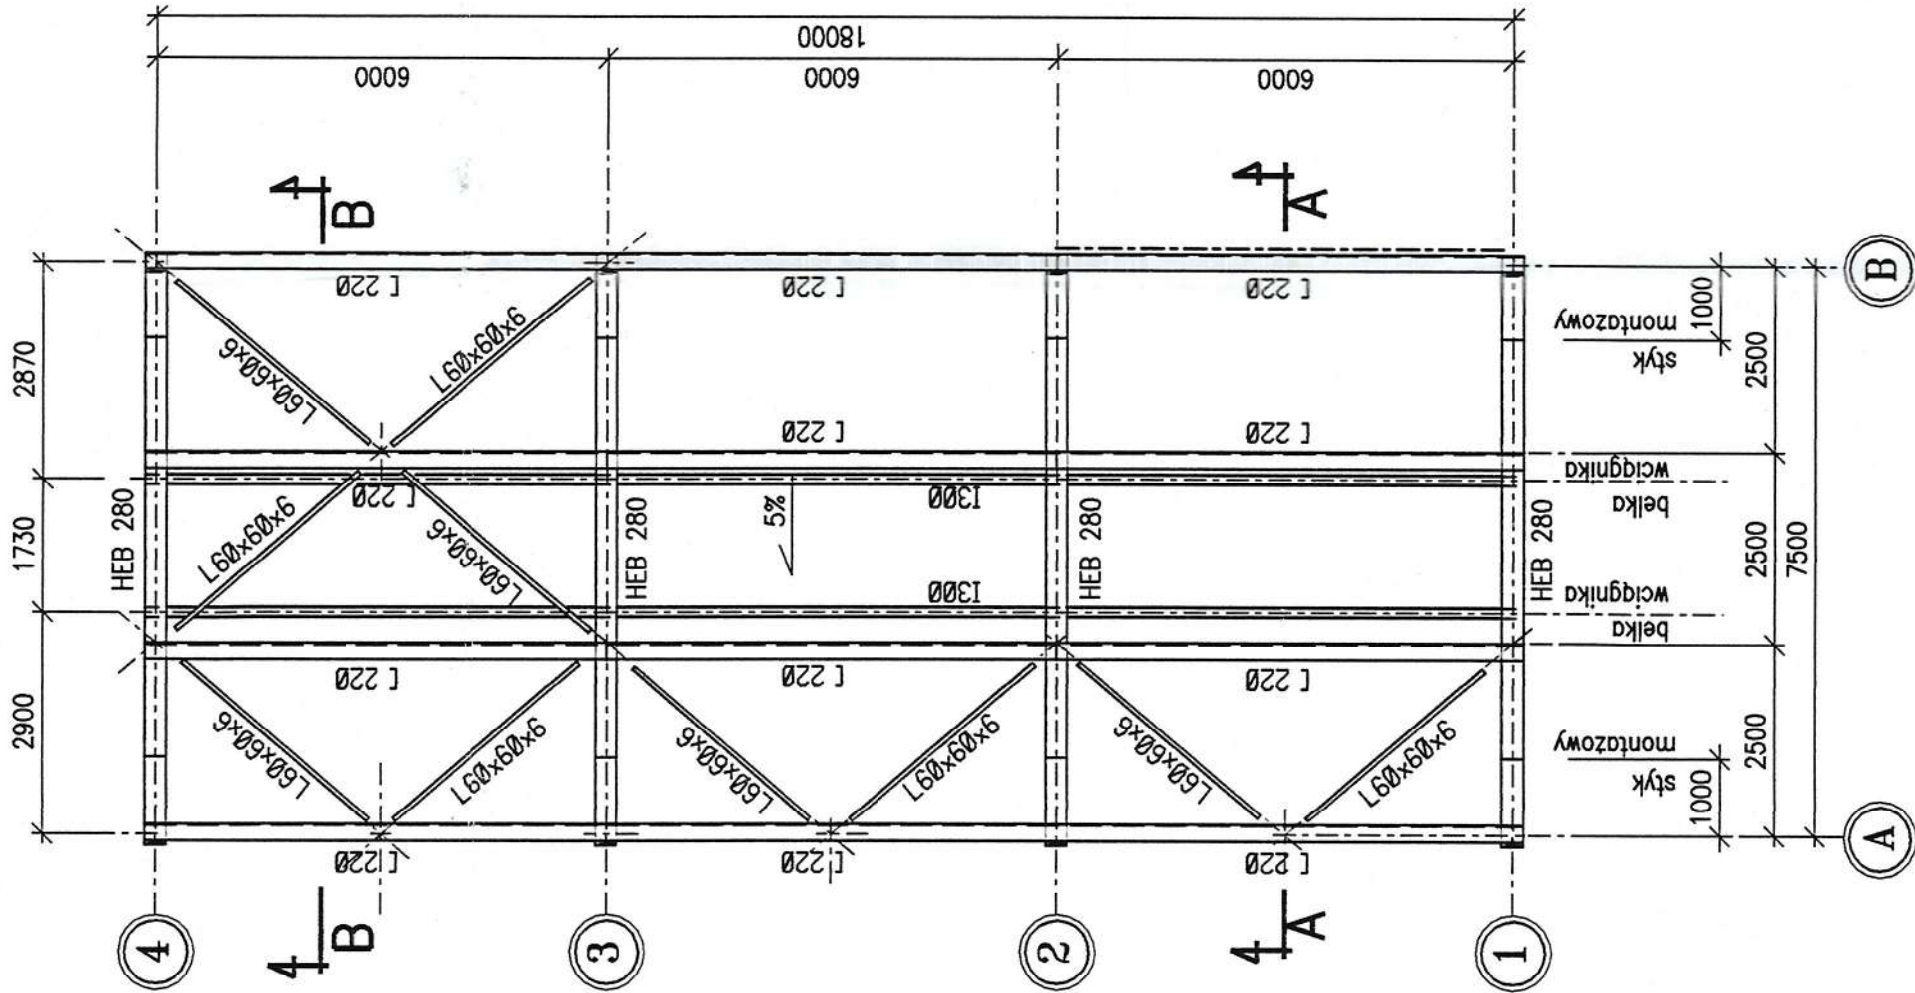 18000
6000
6000
6000
B
A
28670
1730
2900
[ 220
[ 220
[ 220
L60x60x6
L60x60x6
styk
montażowy
1000
2500
B
[ 220
[ 220
[ 220
HEB 280
HEB 280
HEB 280
HEB 280
I300
5%
I300
L60x60x6
L60x60x6
belka
wciągnika
belka
wciągnika
2500
7500
[ 220
[ 220
[ 220
L60x60x6
L60x60x6
L60x60x6
L60x60x6
L60x60x6
L60x60x6
styk
montażowy
1000
2500
A
[ 220
[ 220
[ 220
B
A
4
3
2
1
4
4
4
4